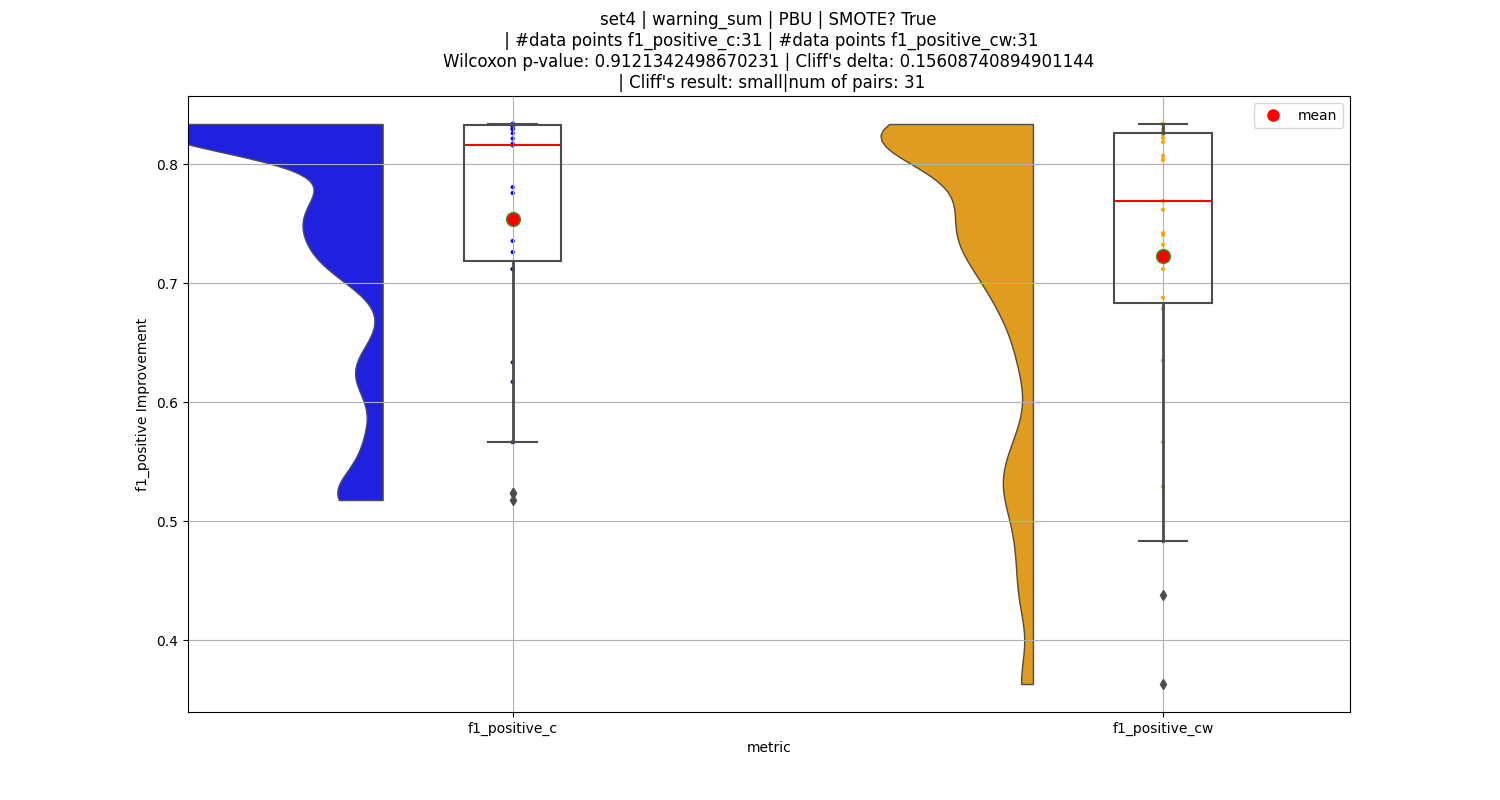 set4 | warning_sum | PBU | SMOTE? True
| #data points f1_positive_c:31 | #data points f1_positive_cw:31
Wilcoxon p-value: 0.9121342498670231 | Cliff's delta: 0.15608740894901144
| Cliff's result: small|num of pairs: 31
mean
0.8
0.7
0.6
0.5
0.4
f1_positive Improvement
f1_positive_c
f1_positive_cw
metric